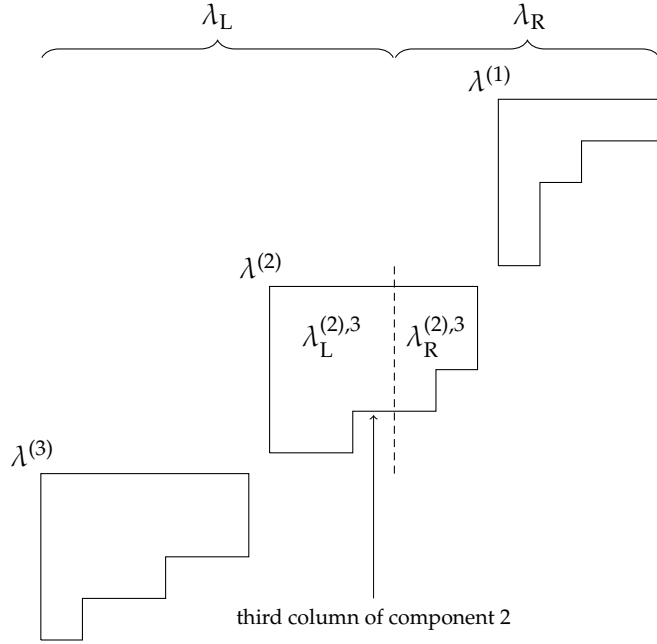 λ_L λ_R
λ^(1)
λ^(2)
λ_L^(2),3 λ_R^(2),3
λ^(3)
third column of component 2